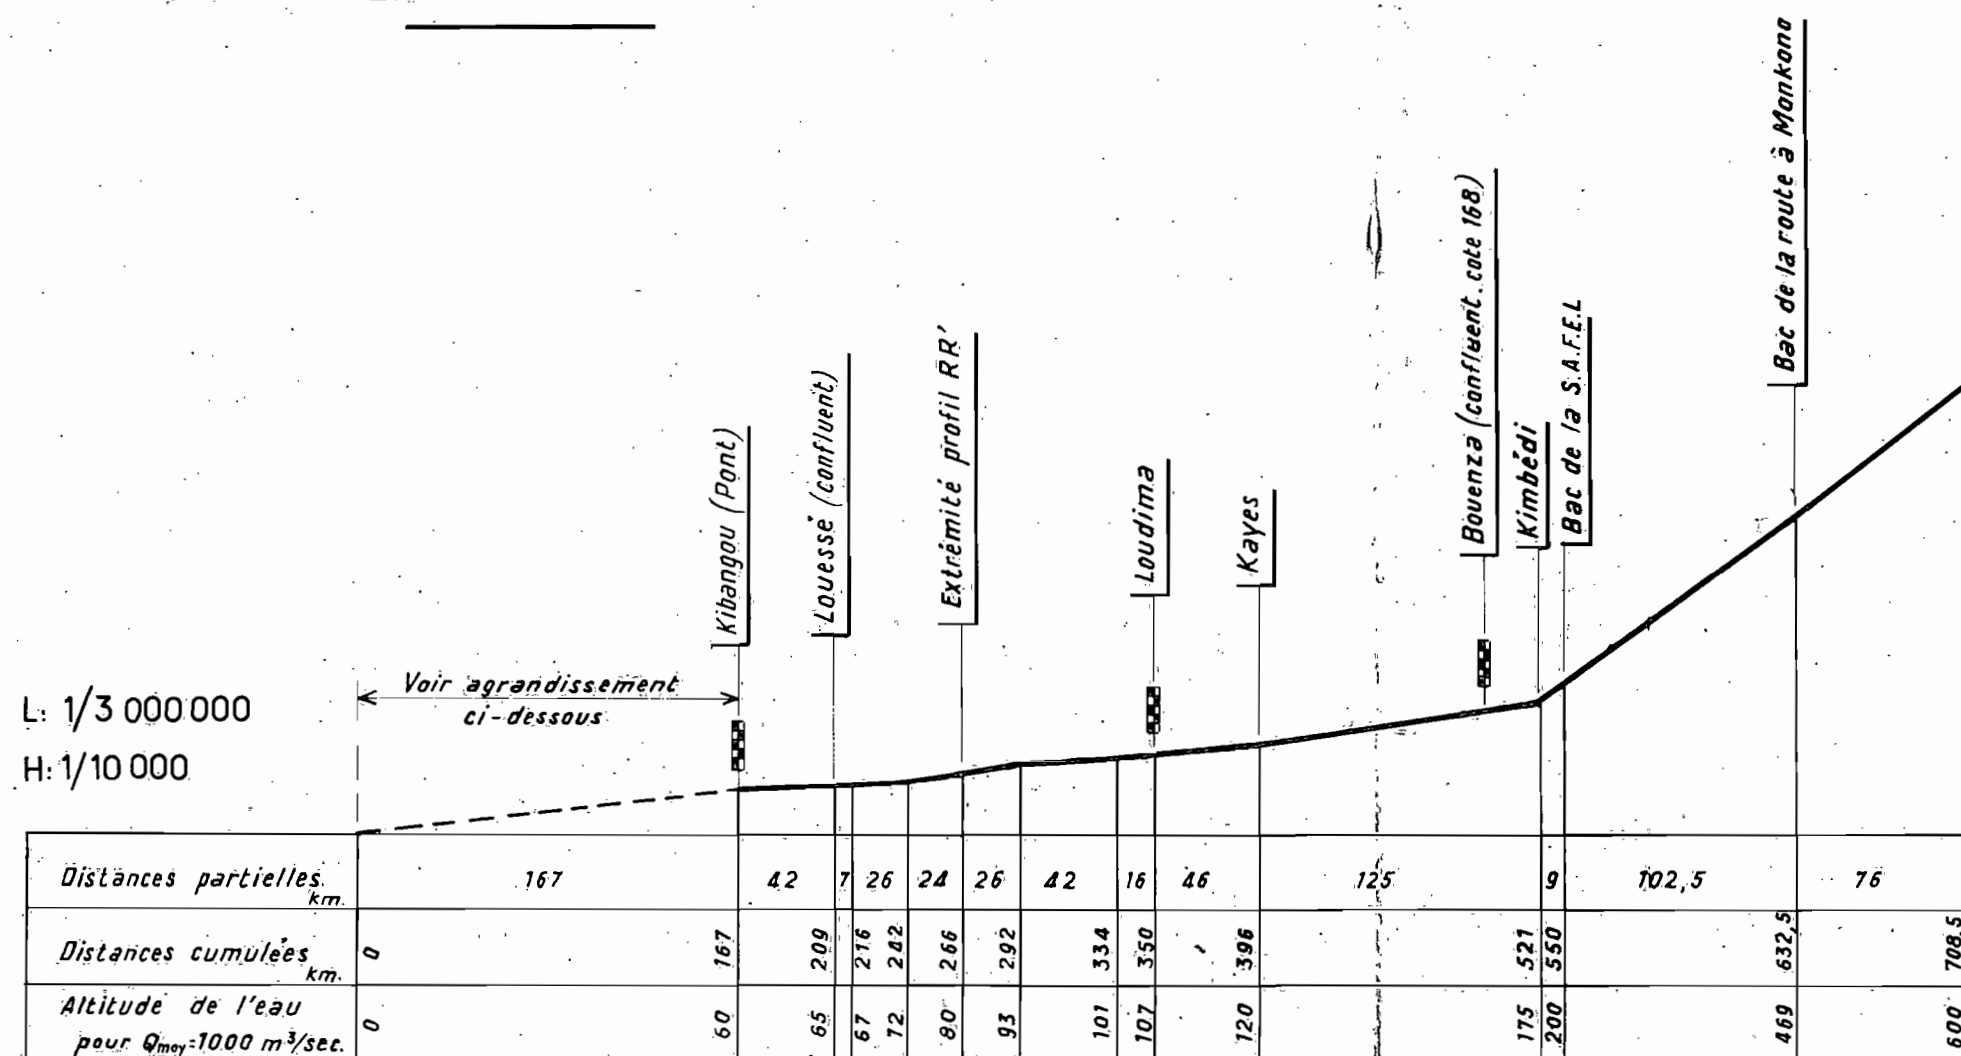 Bac de la route à Monkono
Bouenza (confluent. cote 168)
Bac de la S.A.F.E.L
Extrémité profil RR'
Louessé (confluent)
Kimbédi
Kibangou (Pont)
Loudima
Kayes
Voir agrandissement
ci-dessous
L: 1/3 000 000
H: 1/10 000
Distances partielles km. 167 42 7 26 24 26 42 16 46 125 9 102,5 76
Distances cumulées km. 0 167 209 216 242 266 292 334 350 396 521 550 632,5 708,5
Altitude de l'eau
pour Qmoy=1000 m³/sec. 0 60 65 67 72 80 93 101 107 120 175 200 469 600